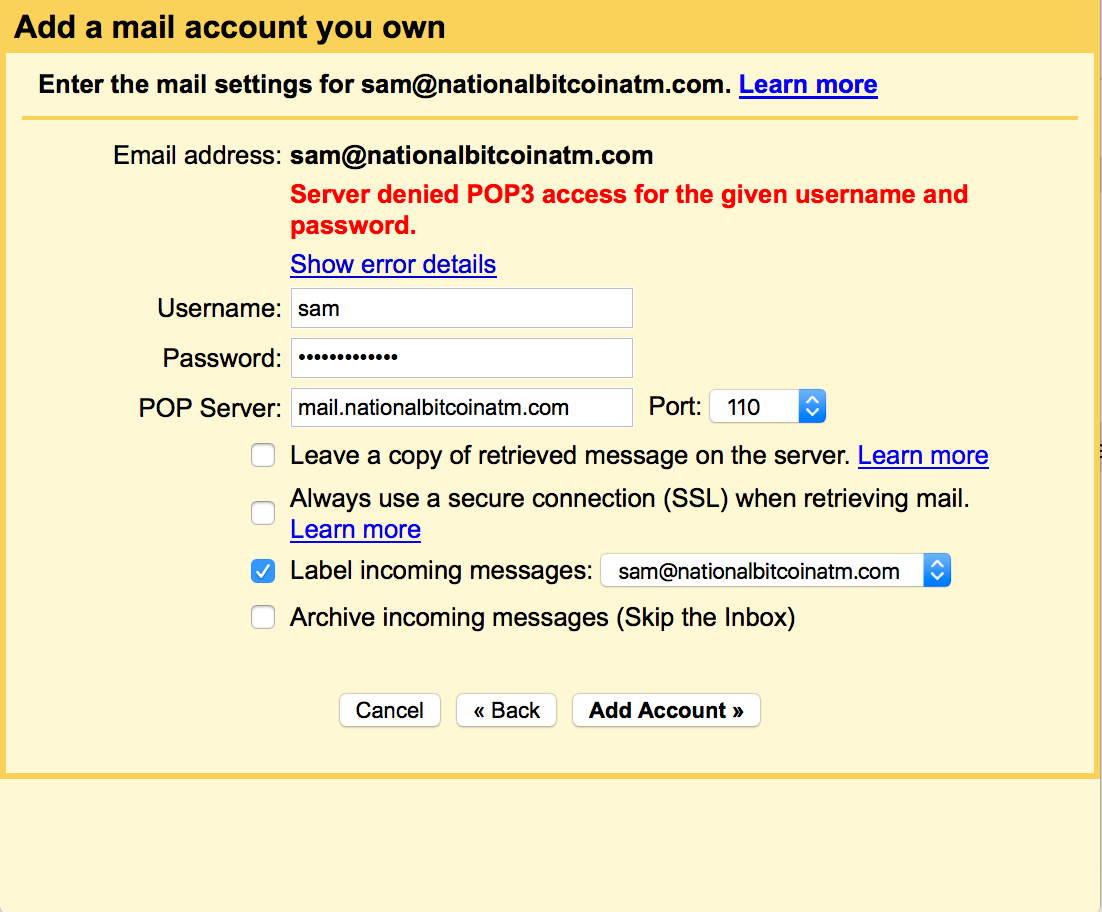 Add a mail account you own
Enter the mail settings for sam@nationalbitcoinatm.com. Learn more
Email address: sam@nationalbitcoinatm.com
Server denied POP3 access for the given username and
password.
Show error details
Username: sam
Password: •••••••••••••
POP Server: mail.nationalbitcoinatm.com Port: 110
Leave a copy of retrieved message on the server. Learn more
Always use a secure connection (SSL) when retrieving mail.
Learn more
Label incoming messages: sam@nationalbitcoinatm.com
Archive incoming messages (Skip the Inbox)
Cancel « Back Add Account »